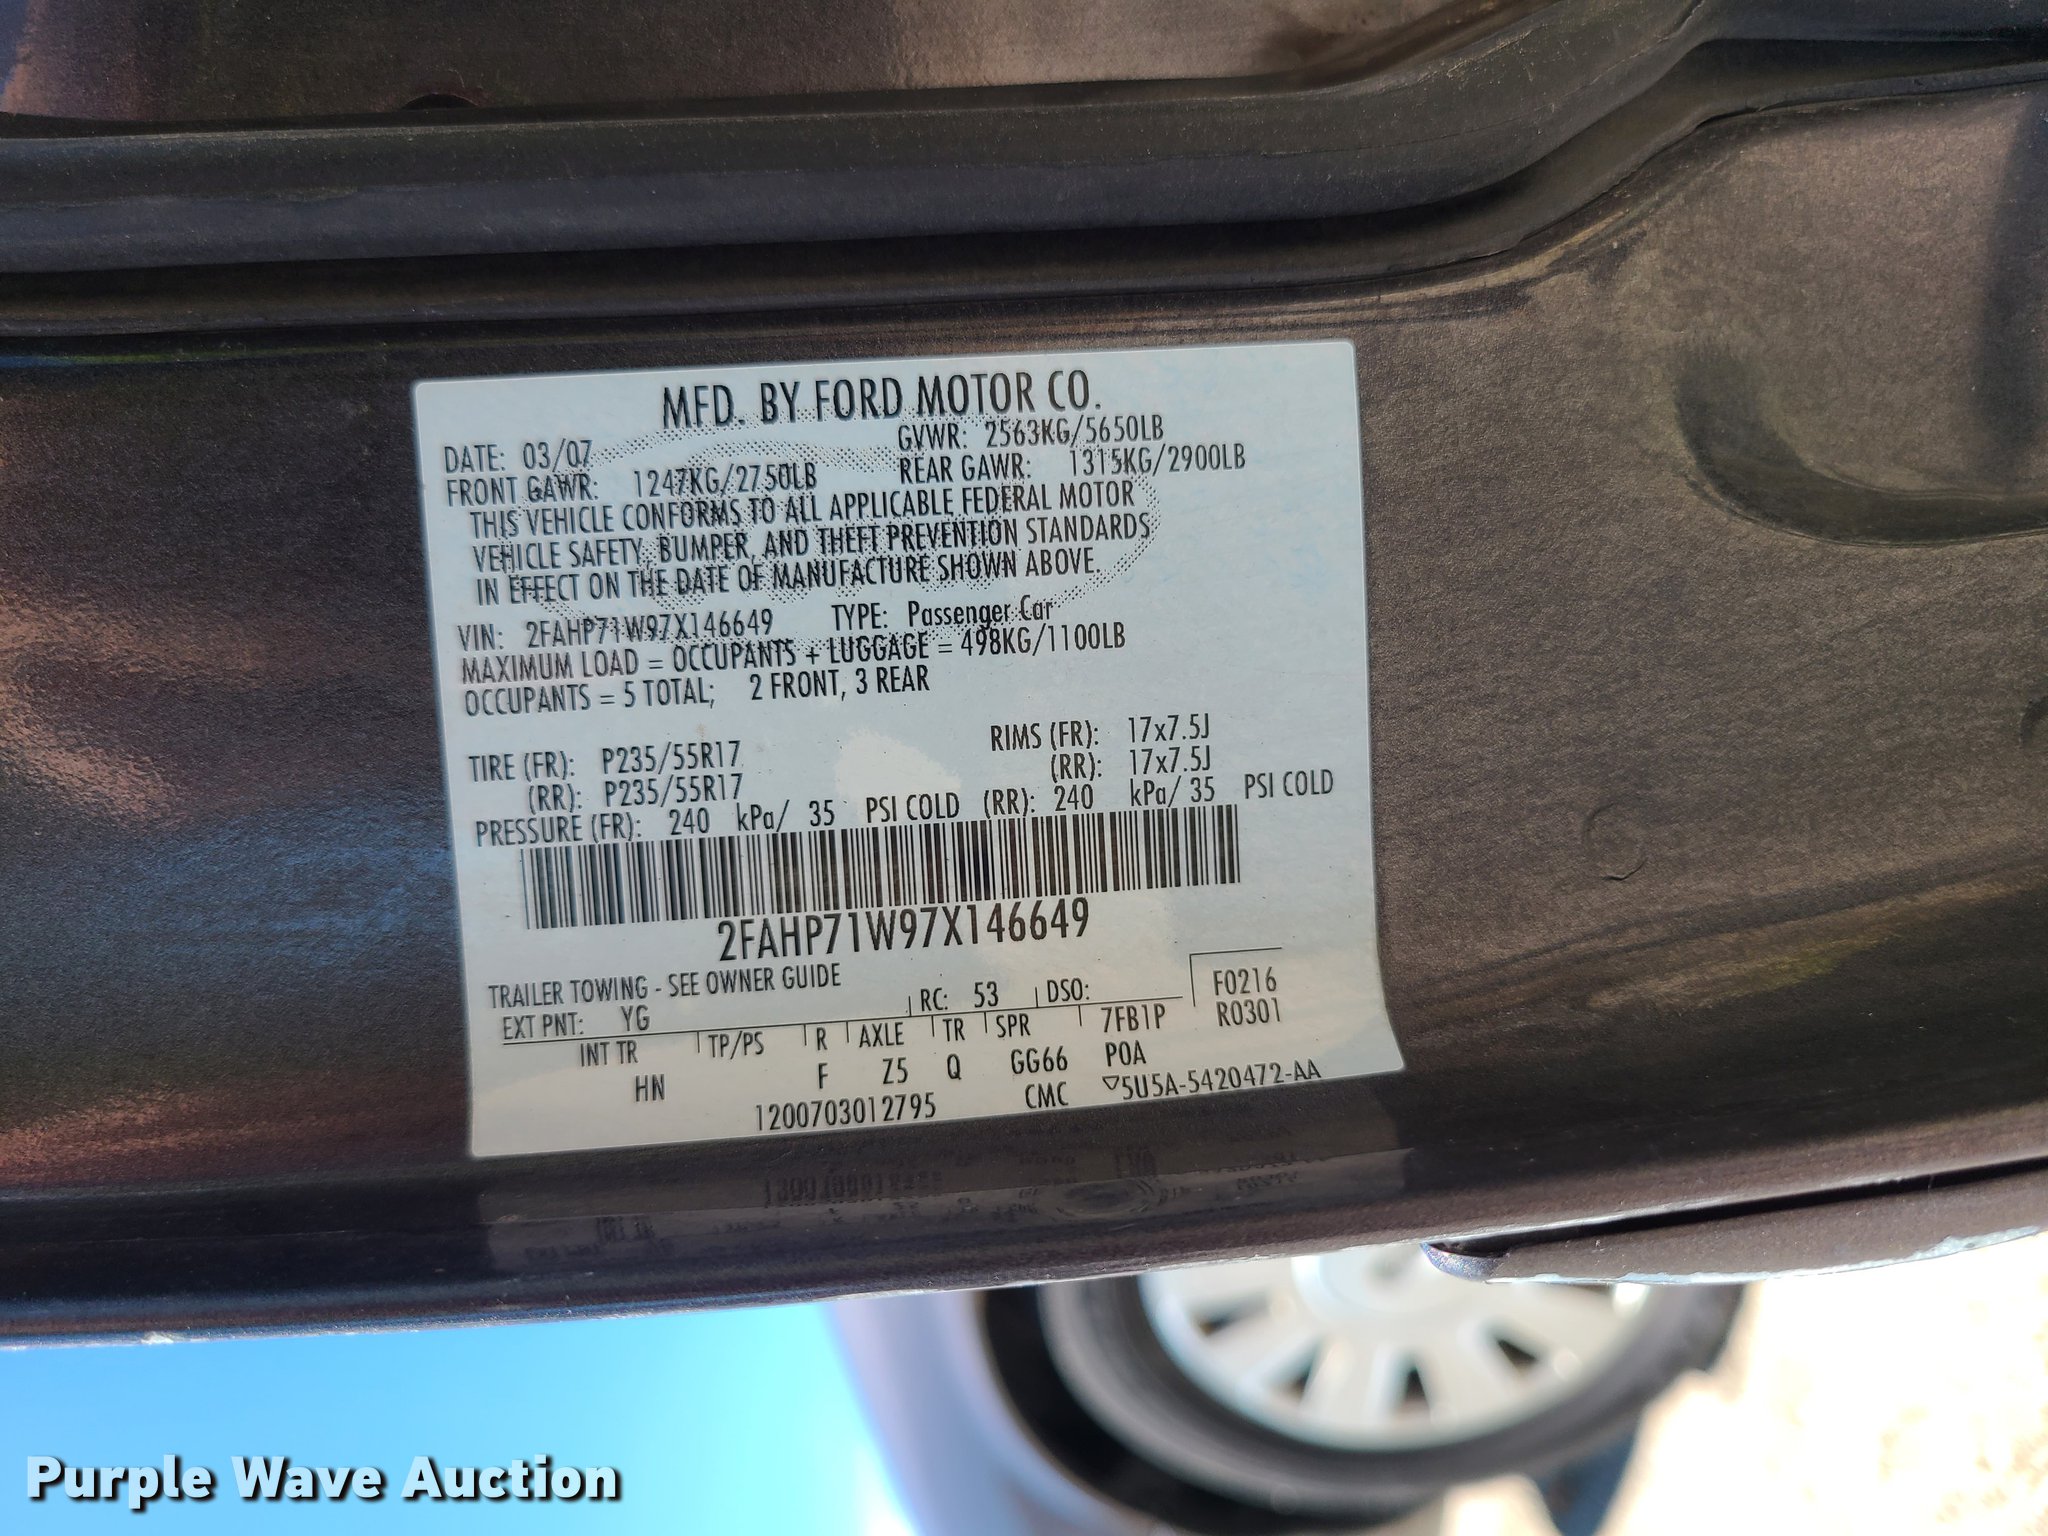 MFD. BY FORD MOTOR CO.
DATE: 03/07 GVWR: 2563KG/5650LB
FRONT GAWR: 1247KG/2750LB REAR GAWR: 1315KG/2900LB
THIS VEHICLE CONFORMS TO ALL APPLICABLE FEDERAL MOTOR
VEHICLE SAFETY, BUMPER, AND THEFT PREVENTION STANDARDS
IN EFFECT ON THE DATE OF MANUFACTURE SHOWN ABOVE.
VIN: 2FAHP71W97X146649 TYPE: Passenger Car
MAXIMUM LOAD = OCCUPANTS + LUGGAGE = 498KG/1100LB
OCCUPANTS = 5 TOTAL; 2 FRONT, 3 REAR
TIRE (FR): P235/55R17 RIMS (FR): 17x7.5J
(RR): P235/55R17 (RR): 17x7.5J
PRESSURE (FR): 240 kPa/ 35 PSI COLD (RR): 240 kPa/ 35 PSI COLD
2FAHP71W97X146649
TRAILER TOWING - SEE OWNER GUIDE
EXT PNT: YG RC: 53 DSO: F0216
INT TR TP/PS R AXLE TR SPR 7FB1P R0301
HN F Z5 Q GG66 POA
1200703012795 CMC ▽5U5A-5420472-AA
Purple Wave Auction